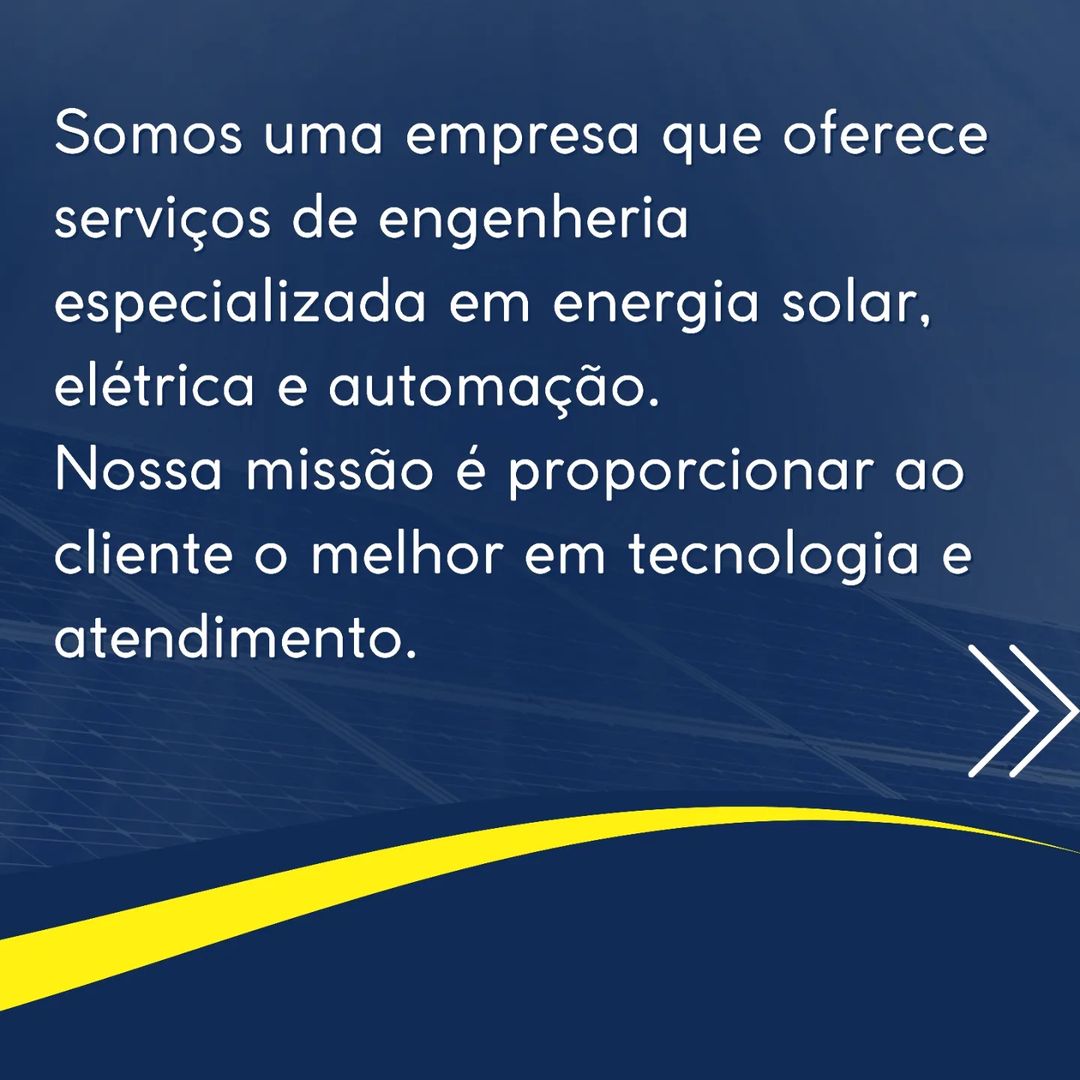 Somos uma empresa que oferece
serviços de engenheria
especializada em energia solar,
elétrica e automação.
Nossa missão é proporcionar ao
cliente o melhor em tecnologia e
atendimento.